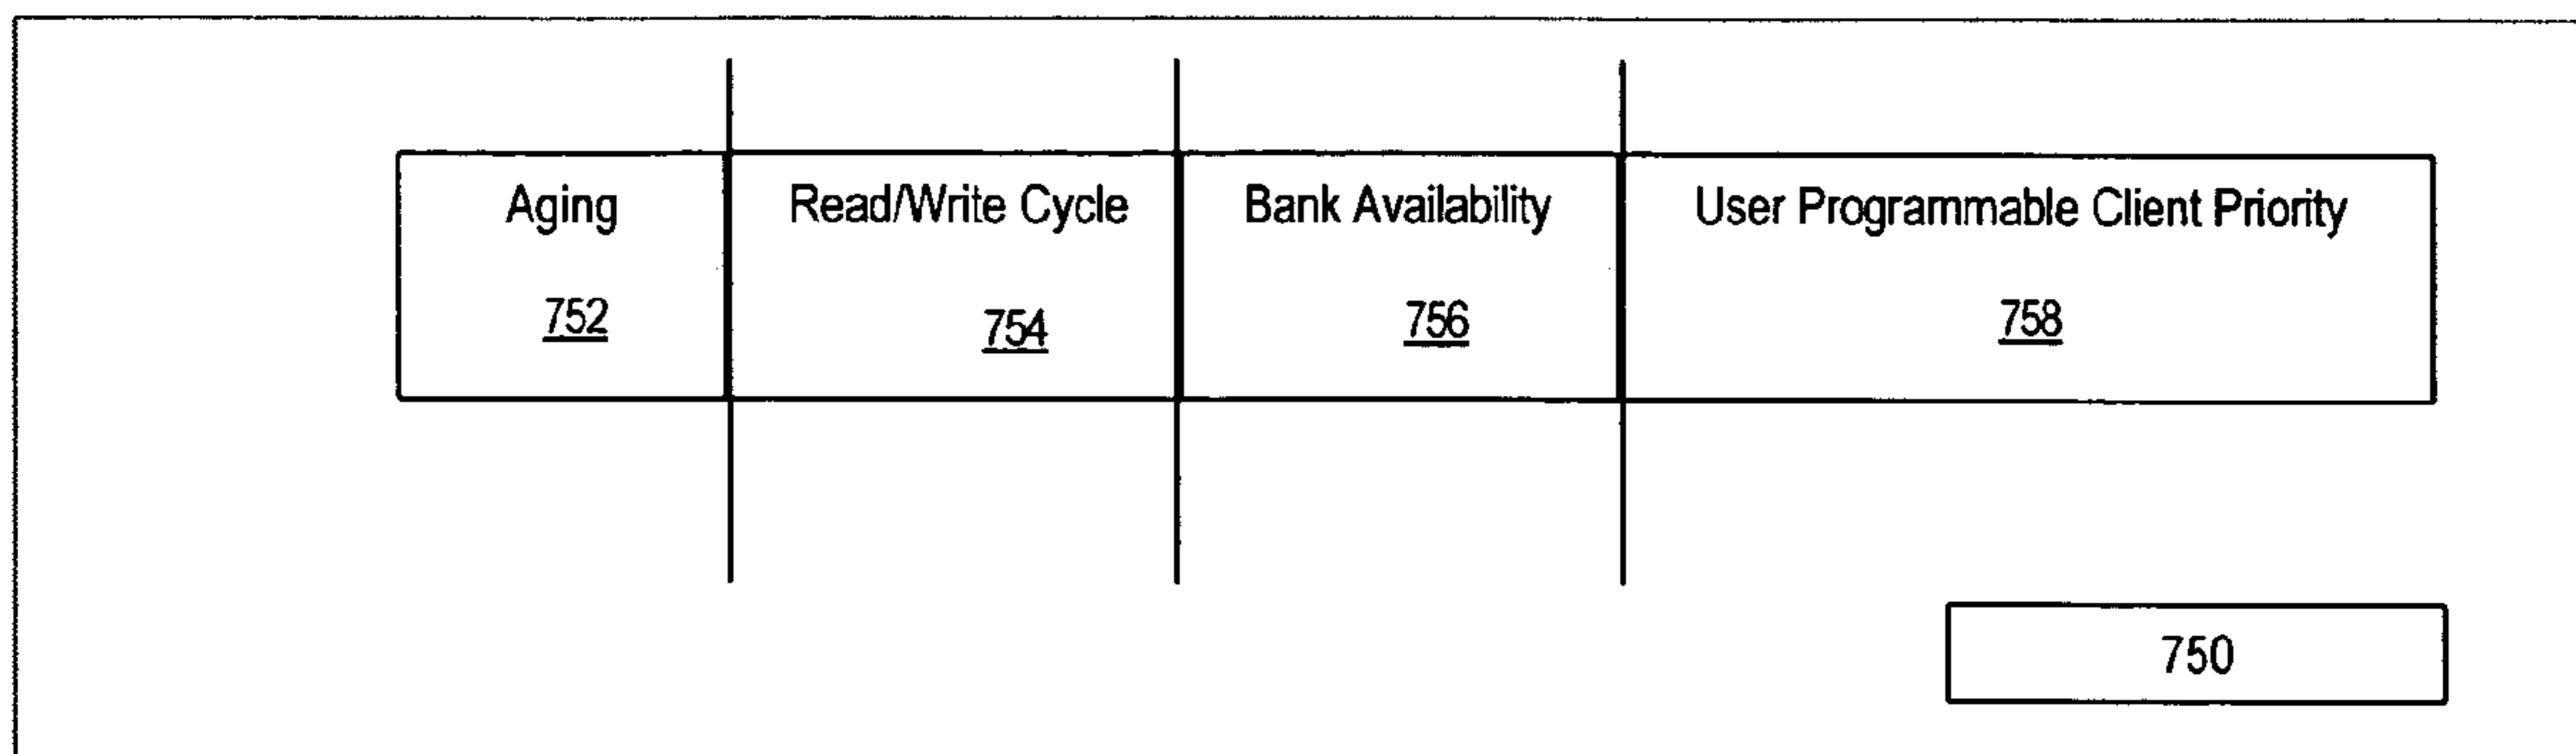 Aging
Read/Write Cycle
Bank Availability
User Programmable Client Priority
752
754
756
758
750